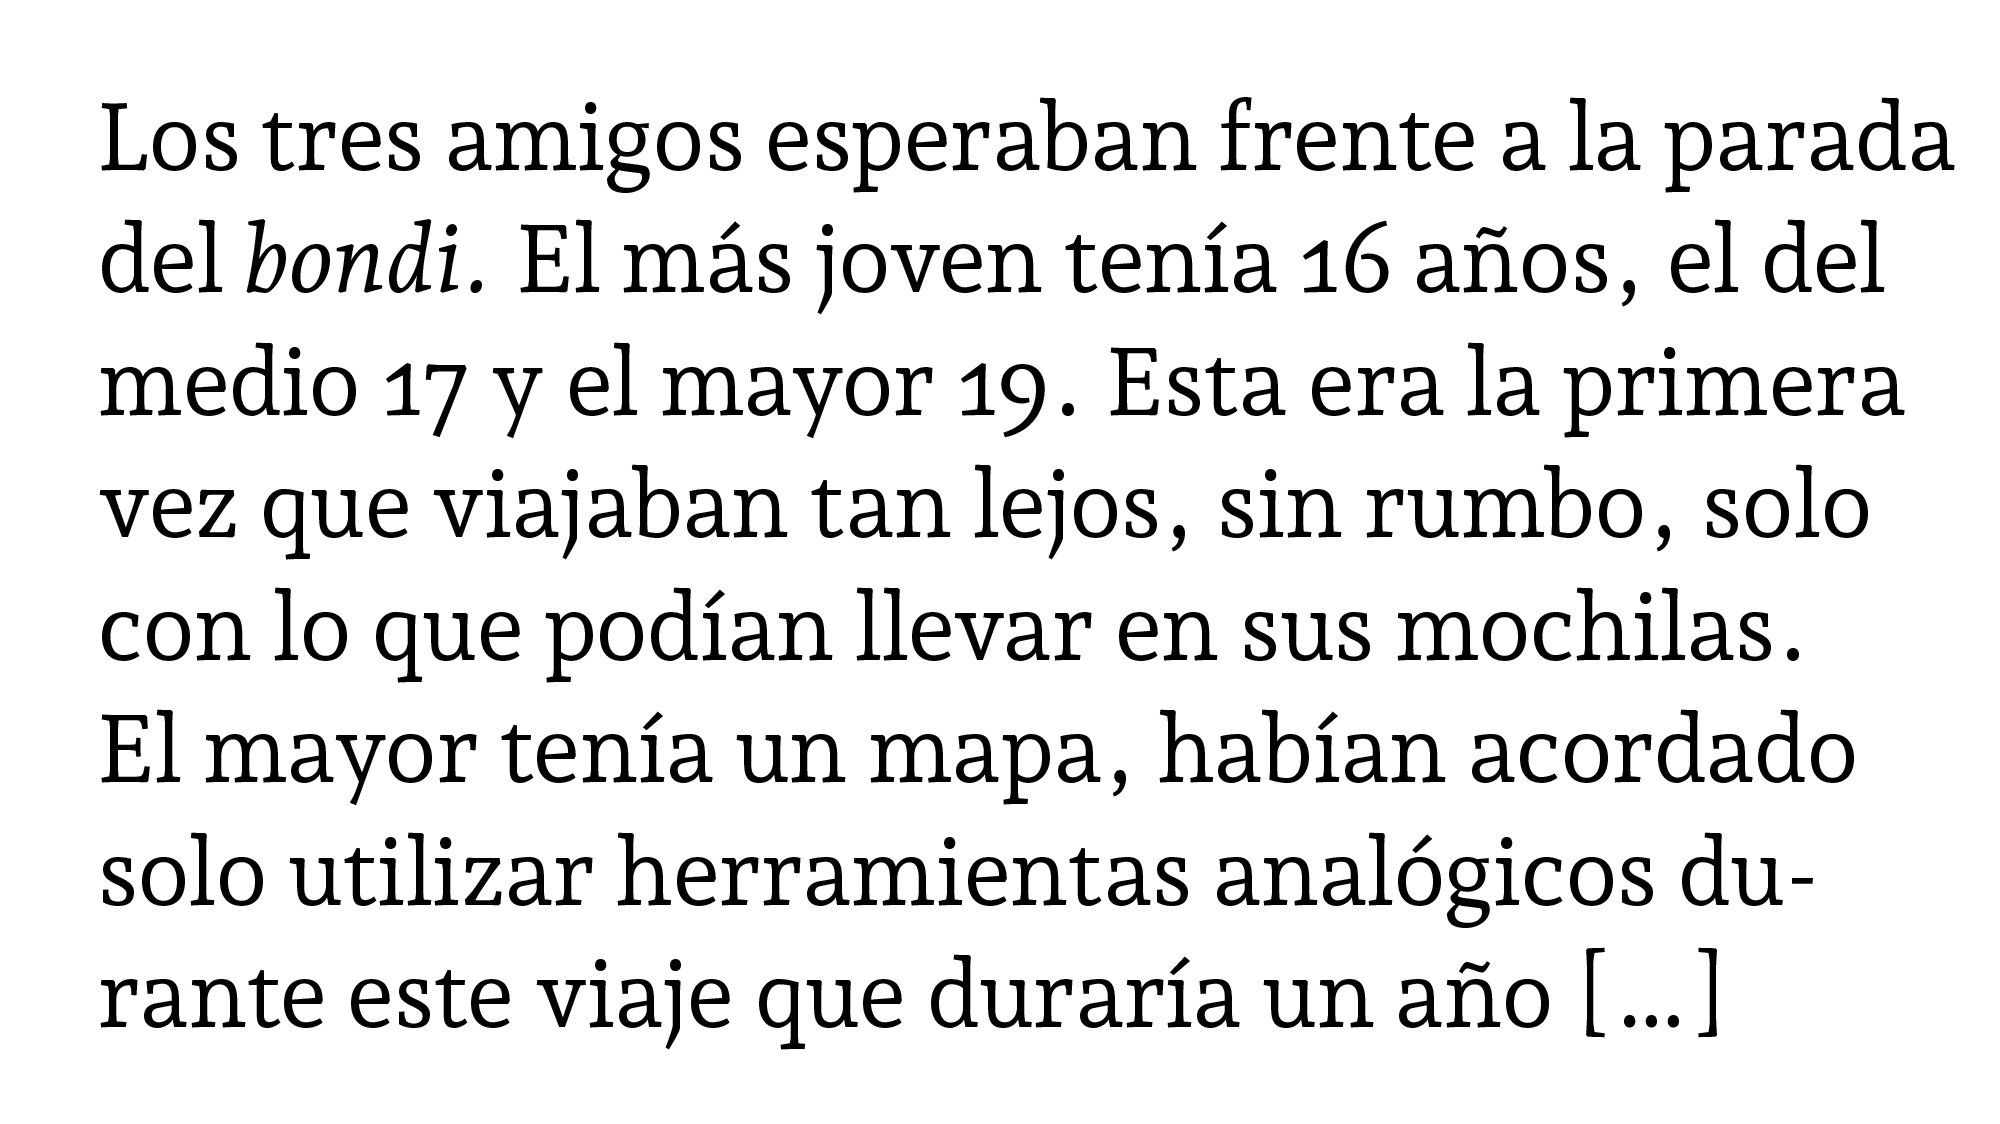 Los tres amigos esperaban frente a la parada
del bondi. El más joven tenía 16 años, el del
medio 17 y el mayor 19. Esta era la primera
vez que viajaban tan lejos, sin rumbo, solo
con lo que podían llevar en sus mochilas.
El mayor tenía un mapa, habían acordado
solo utilizar herramientas analógicos du-
rante este viaje que duraría un año […]